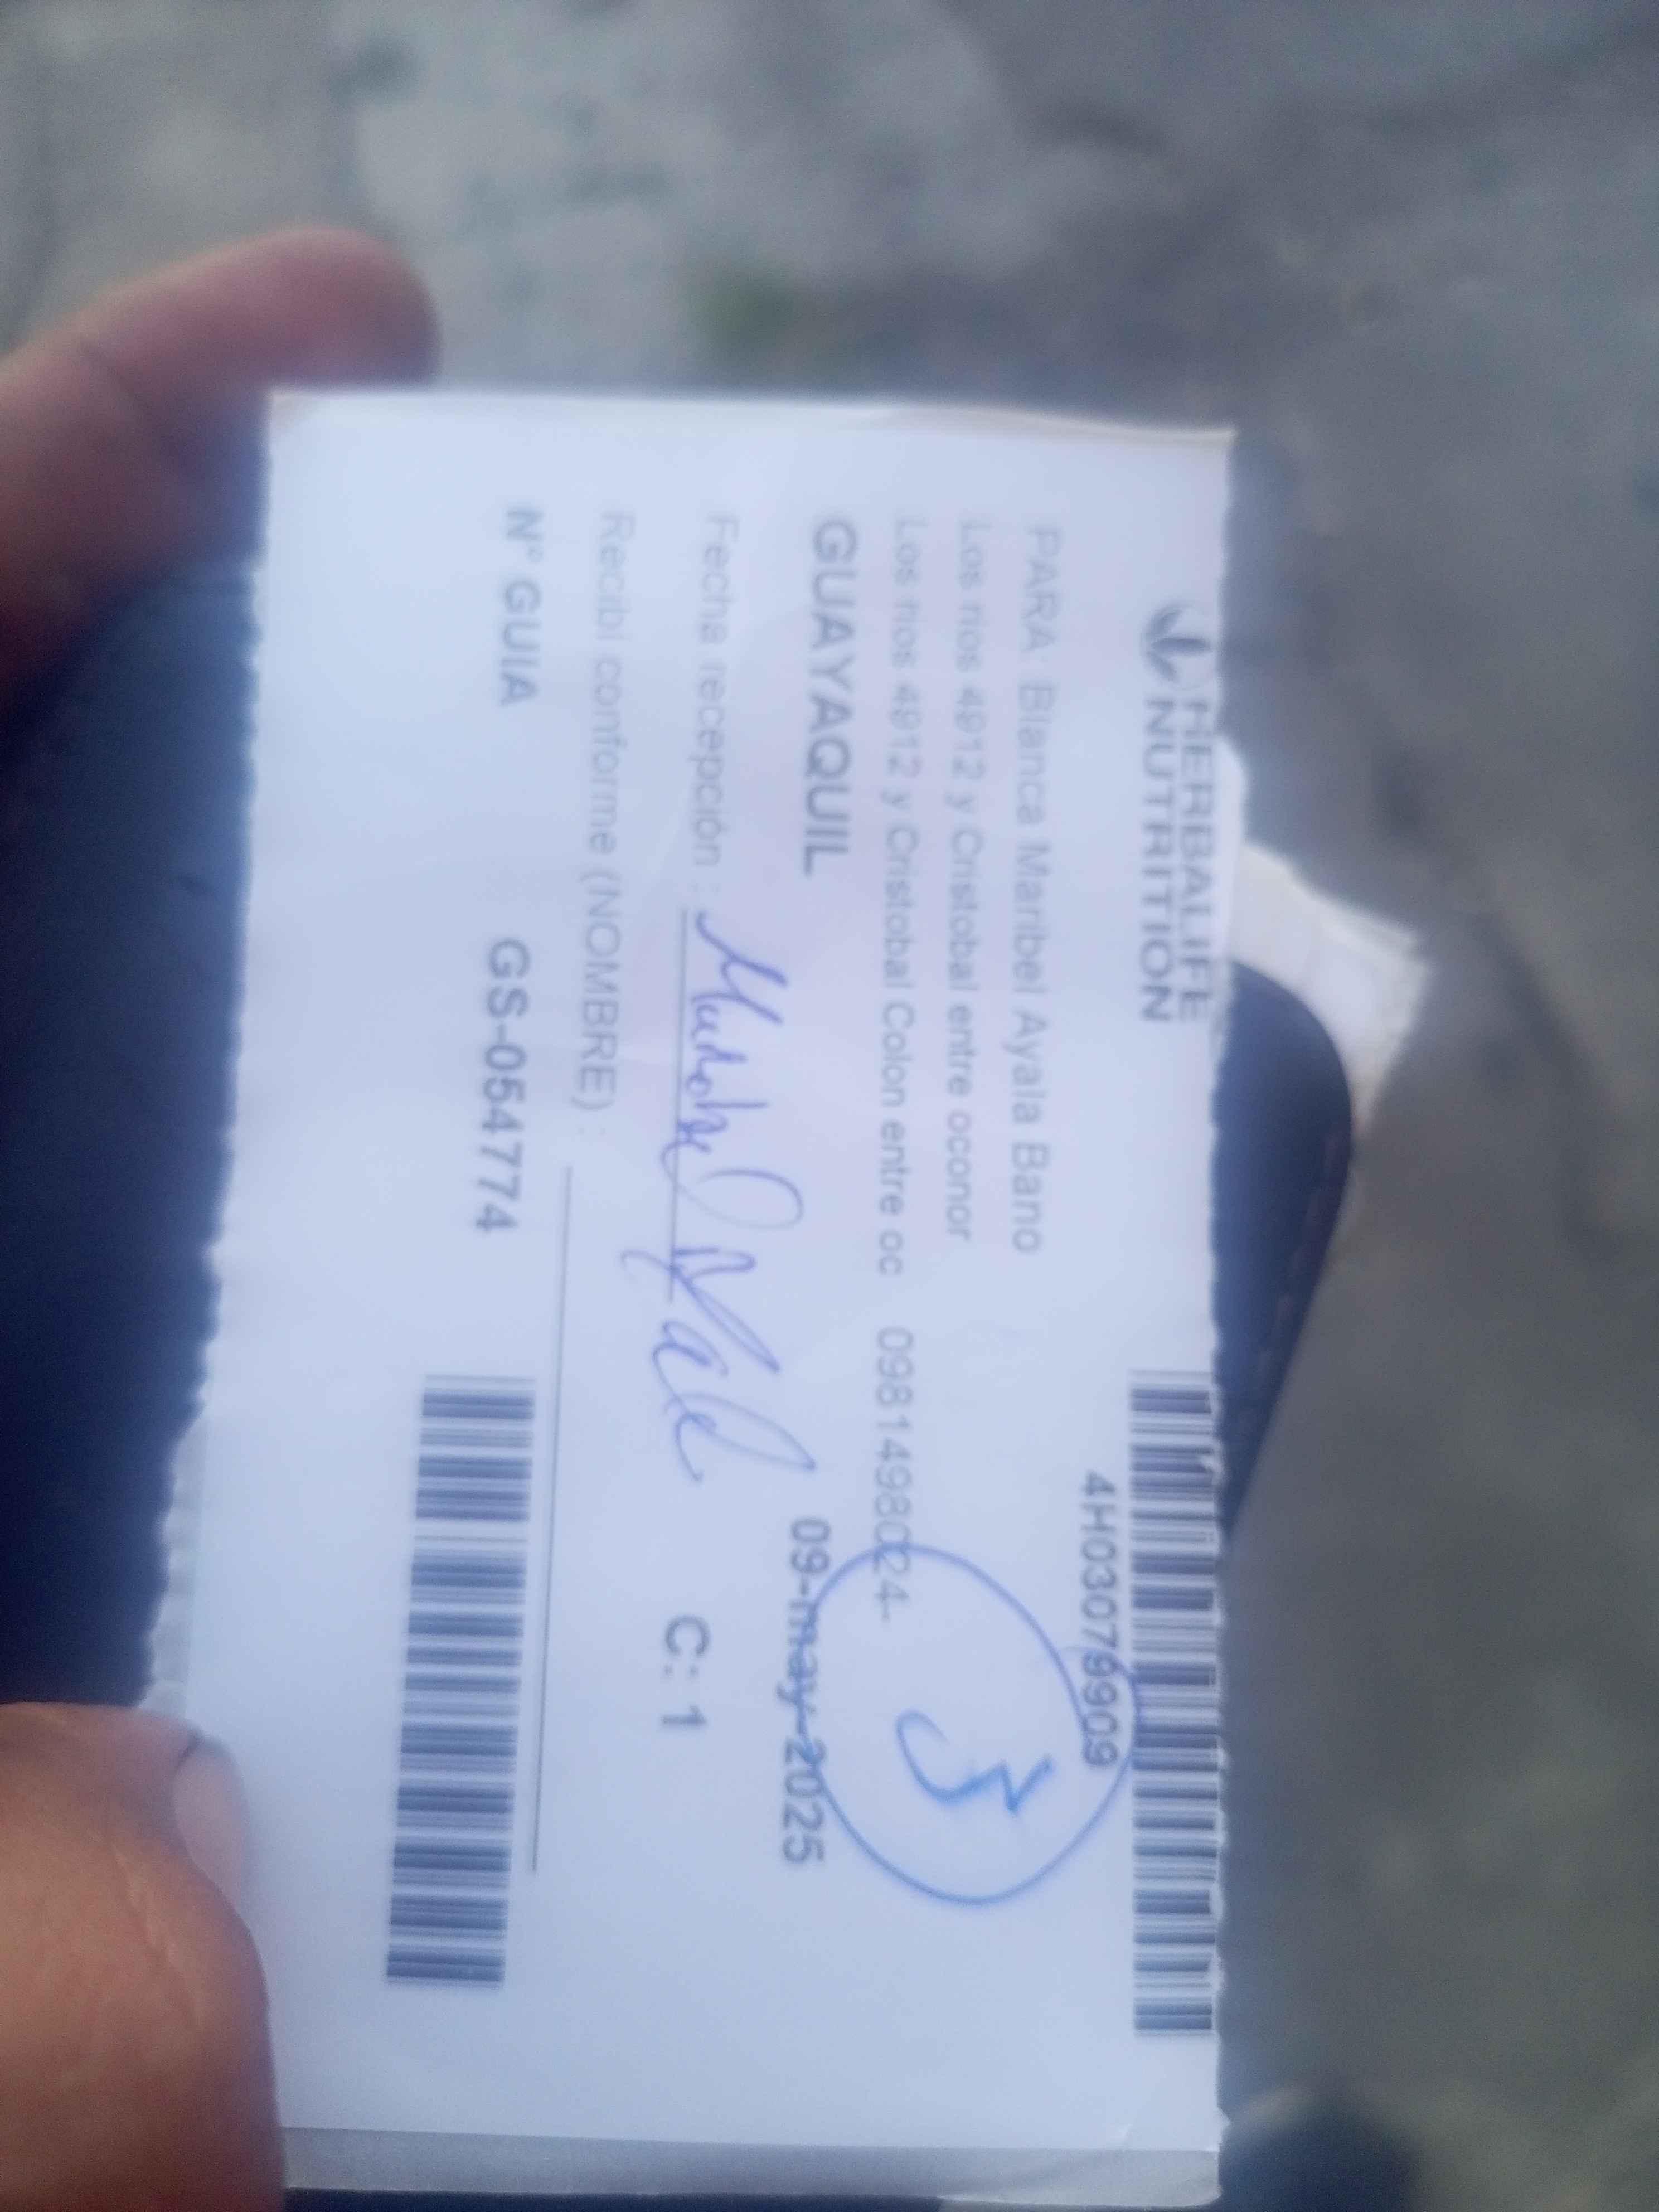 HERBALIFE
NUTRITION
4H03079909
PARA: Blanca Maribel Ayala Bano
Los rios 4912 y Cristobal entre oconor
Los rios 4912 y Cristobal Colon entre oc 0981498024-
GUAYAQUIL 09-may-2025
Fecha recepción :
C: 1
Recibí conforme (NOMBRE) :
N° GUIA GS-054774